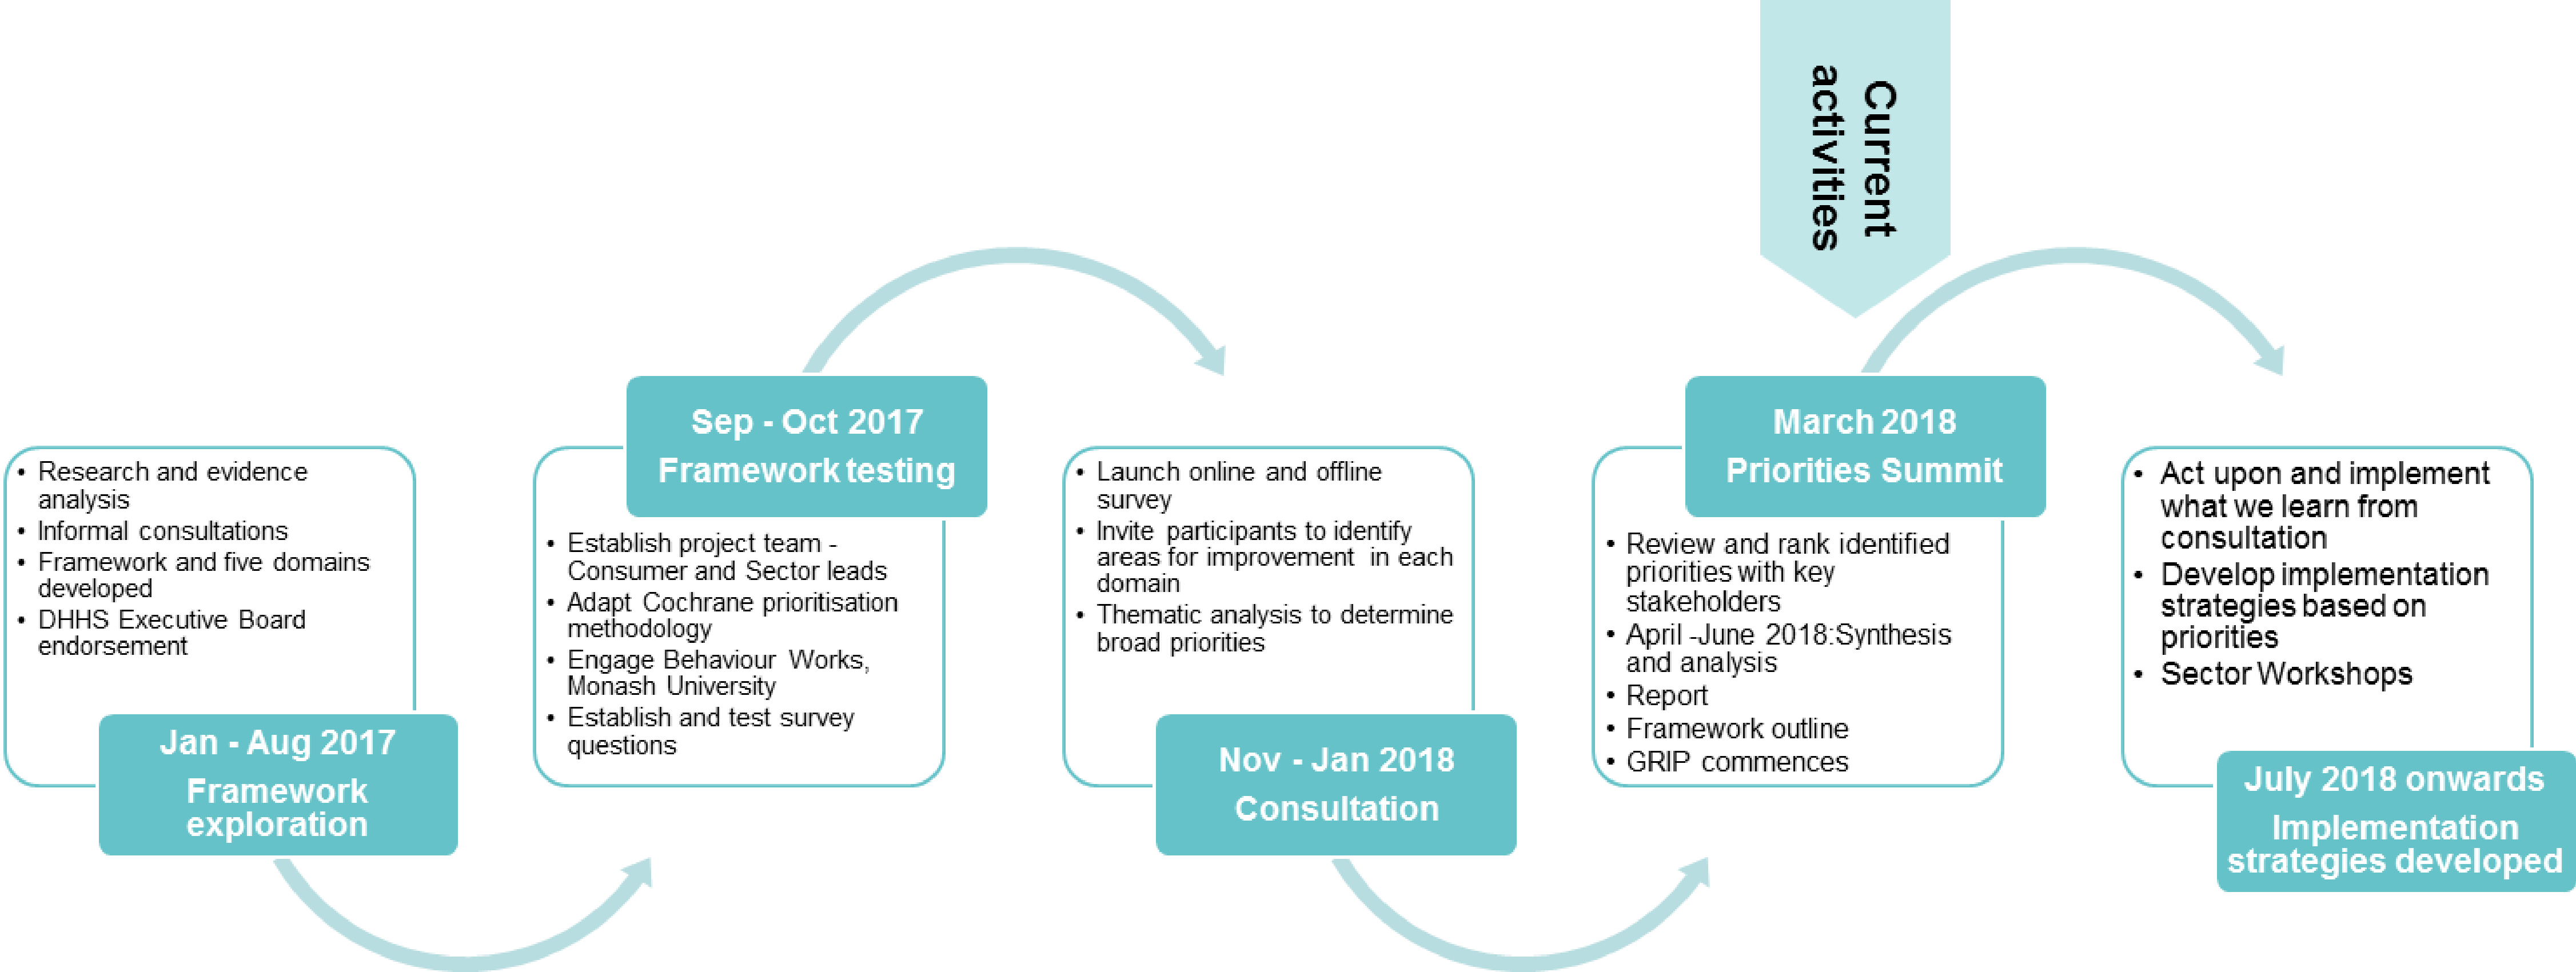 Current
activities
• Research and evidence
analysis
• Informal consultations
• Framework and five domains
developed
• DHHS Executive Board
endorsement
Jan - Aug 2017
Framework
exploration
Sep - Oct 2017
Framework testing
• Establish project team -
Consumer and Sector leads
• Adapt Cochrane prioritisation
methodology
• Engage Behaviour Works,
Monash University
• Establish and test survey
questions
• Launch online and offline
survey
• Invite participants to identify
areas for improvement in each
domain
• Thematic analysis to determine
broad priorities
Nov - Jan 2018
Consultation
March 2018
Priorities Summit
• Review and rank identified
priorities with key
stakeholders
• April -June 2018:Synthesis
and analysis
• Report
• Framework outline
• GRIP commences
• Act upon and implement
what we learn from
consultation
• Develop implementation
strategies based on
priorities
• Sector Workshops
July 2018 onwards
Implementation
strategies developed